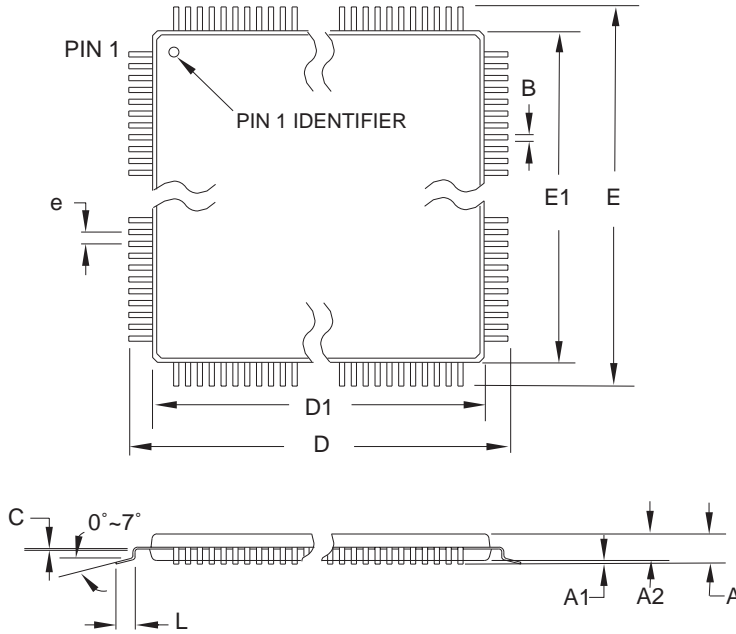 PIN 1
PIN 1 IDENTIFIER
B
e
E1
E
D1
D
C
0°~7°
L
A1
A2
A